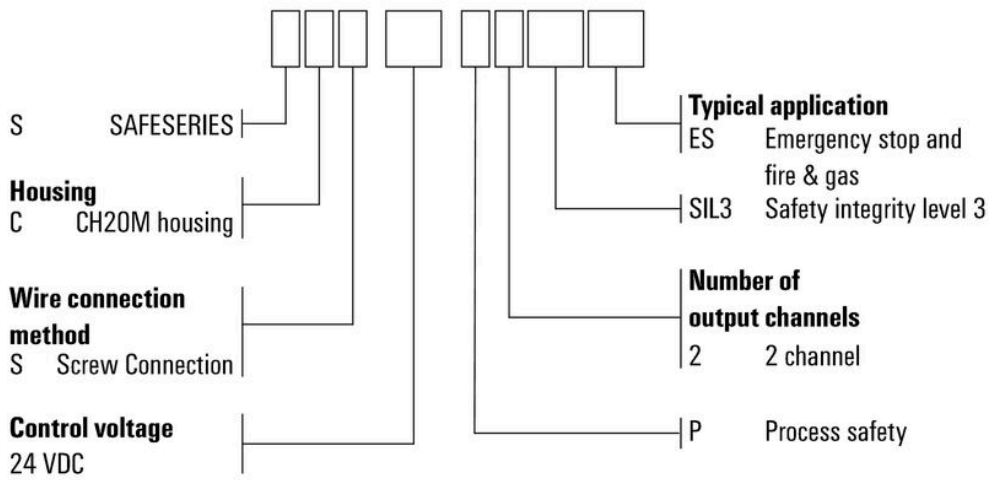 S SAFESERIES
Housing
C CH20M housing
Wire connection
method
S Screw Connection
Control voltage
24 VDC
Typical application
ES Emergency stop and
fire & gas
SIL3 Safety integrity level 3
Number of
output channels
2 2 channel
P Process safety